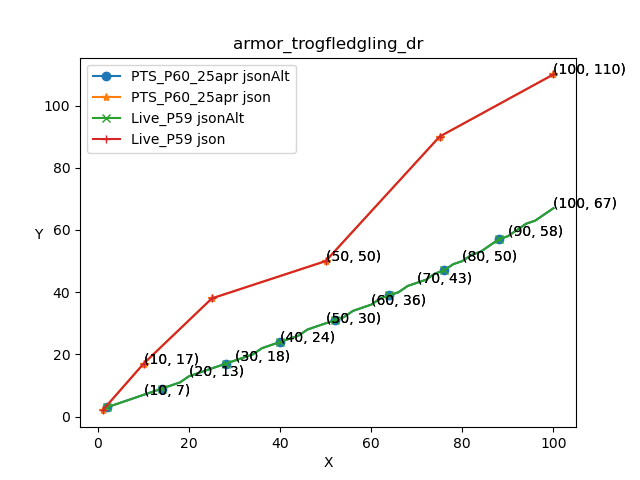 armor_trogfledgling_dr
PTS_P60_25apr jsonAlt
PTS_P60_25apr json
Live_P59 jsonAlt
Live_P59 json
(100, 110)
(100, 67)
(90, 58)
(80, 50)
(70, 43)
(60, 36)
(50, 50)
(50, 30)
(40, 24)
(30, 18)
(20, 13)
(10, 17)
(10, 7)
Y
100
80
60
40
20
0
0 20 40 60 80 100
X